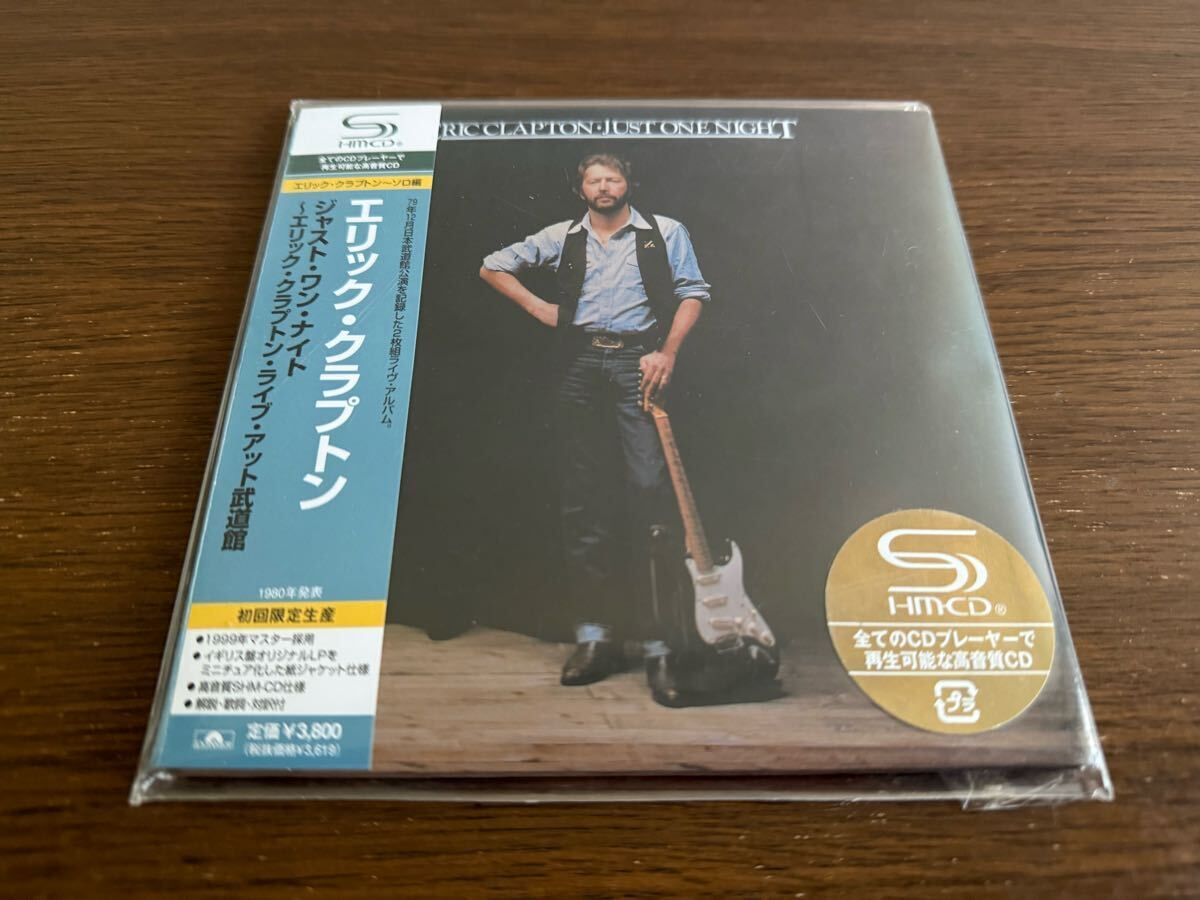 SHM-CD®
全てのCDプレーヤーで
再生可能な高音質CD
エリック・クラプトン~ソロ編
'79年12月日本武道館公演を記録した2枚組ライヴ・アルバム。
エリック・クラプトン
ジャスト・ワン・ナイト
~エリック・クラプトン・ライブ・アット武道館
1980年発表
初回限定生産
●1999年マスター採用
●イギリス盤オリジナルLPを
ミニチュア化した紙ジャケット仕様
●高音質SHM-CD仕様
●解説・歌詞・対訳付
定価¥3,800
(税抜価格¥3,619)
ERIC CLAPTON・JUST ONE NIGHT
SHM-CD®
全てのCDプレーヤーで
再生可能な高音質CD
プラ